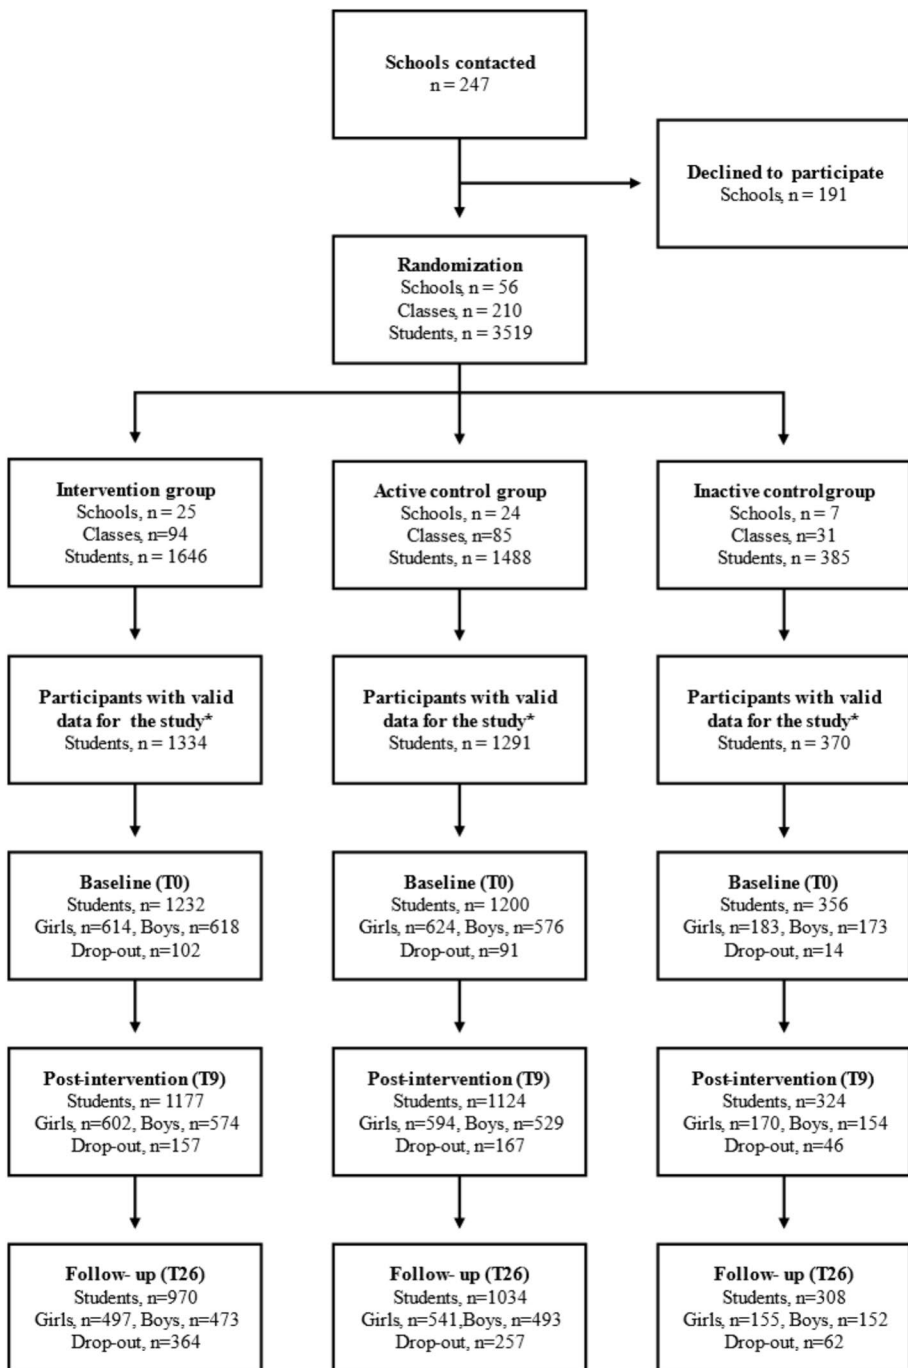 Schools contacted
n = 247
Declined to participate
Schools, n = 191
Randomization
Schools, n = 56
Classes, n = 210
Students, n = 3519
Intervention group
Schools, n = 25
Classes, n=94
Students, n = 1646
Active control group
Schools, n = 24
Classes, n=85
Students, n = 1488
Inactive controlgroup
Schools, n = 7
Classes, n=31
Students, n = 385
Participants with valid
data for the study*
Students, n = 1334
Participants with valid
data for the study*
Students, n = 1291
Participants with valid
data for the study*
Students, n = 370
Baseline (T0)
Students, n= 1232
Girls, n=614, Boys, n=618
Drop-out, n=102
Baseline (T0)
Students, n= 1200
Girls, n=624, Boys, n=576
Drop-out, n=91
Baseline (T0)
Students, n= 356
Girls, n=183, Boys, n=173
Drop-out, n=14
Post-intervention (T9)
Students, n= 1177
Girls, n=602, Boys, n=574
Drop-out, n=157
Post-intervention (T9)
Students, n=1124
Girls, n=594, Boys, n=529
Drop-out, n=167
Post-intervention (T9)
Students, n=324
Girls, n=170, Boys, n=154
Drop-out, n=46
Follow- up (T26)
Students, n=970
Girls, n=497, Boys, n=473
Drop-out, n=364
Follow- up (T26)
Students, n=1034
Girls, n=541,Boys, n=493
Drop-out, n=257
Follow- up (T26)
Students, n=308
Girls, n=155, Boys, n=152
Drop-out, n=62